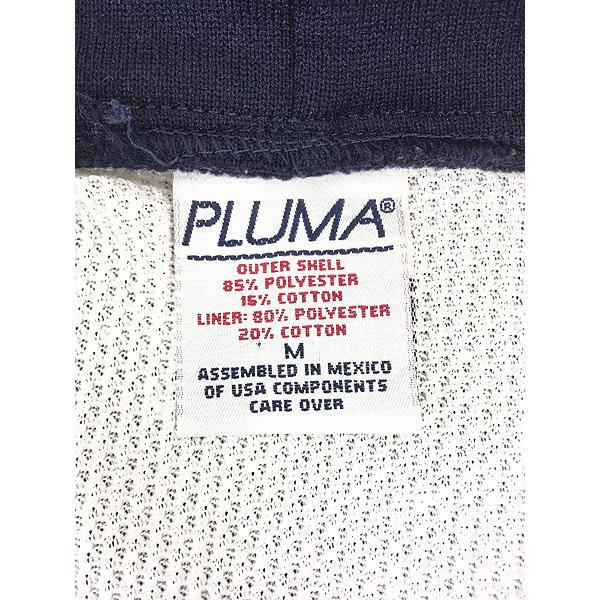 PLUMA®
OUTER SHELL
85% POLYESTER
15% COTTON
LINER: 80% POLYESTER
20% COTTON
M
ASSEMBLED IN MEXICO
OF USA COMPONENTS
CARE OVER